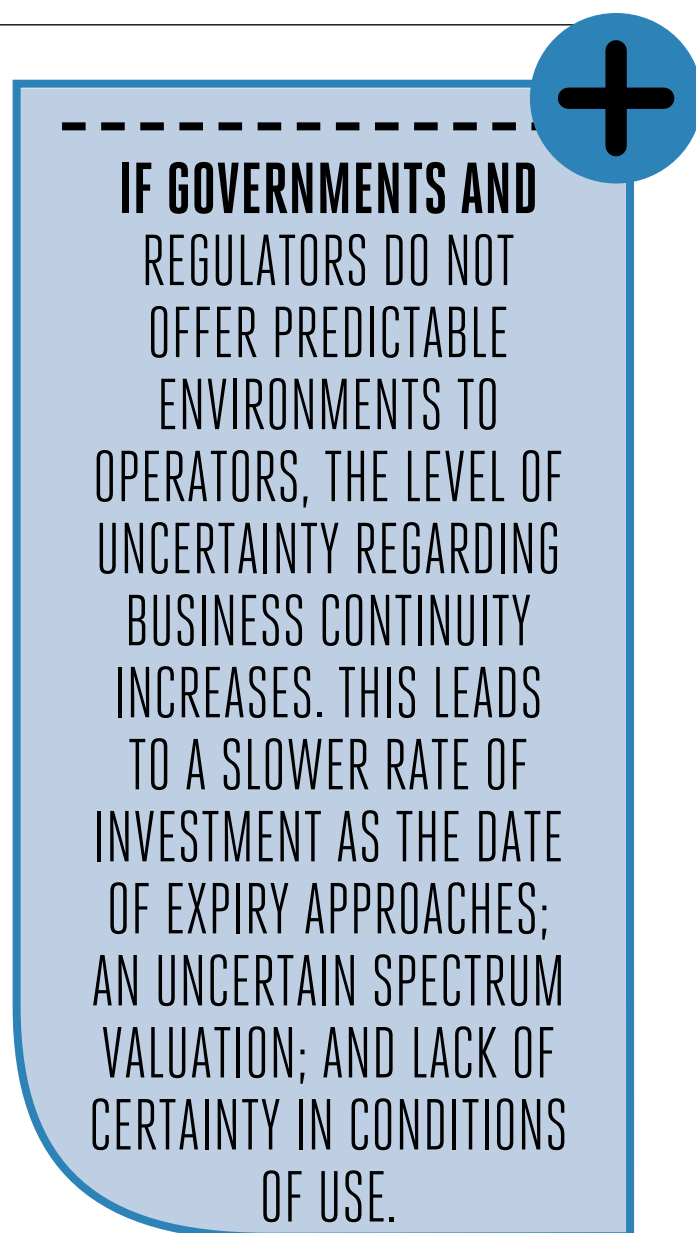 IF GOVERNMENTS AND
REGULATORS DO NOT
OFFER PREDICTABLE
ENVIRONMENTS TO
OPERATORS, THE LEVEL OF
UNCERTAINTY REGARDING
BUSINESS CONTINUITY
INCREASES. THIS LEADS
TO A SLOWER RATE OF
INVESTMENT AS THE DATE
OF EXPIRY APPROACHES;
AN UNCERTAIN SPECTRUM
VALUATION; AND LACK OF
CERTAINTY IN CONDITIONS
OF USE.